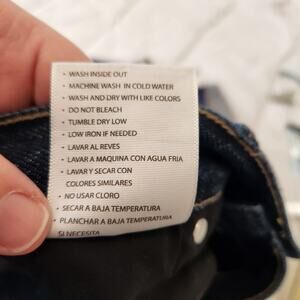 • WASH INSIDE OUT
• MACHINE WASH IN COLD WATER
• WASH AND DRY WITH LIKE COLORS
• DO NOT BLEACH
• TUMBLE DRY LOW
• LOW IRON IF NEEDED
• LAVAR AL REVES
• LAVAR A MAQUINA CON AGUA FRIA
• LAVAR Y SECAR CON
COLORES SIMILARES
• NO USAR CLORO
• SECAR A BAJA TEMPERATURA
• PLANCHAR A BAJA TEMPERATURA
SI NECESITA